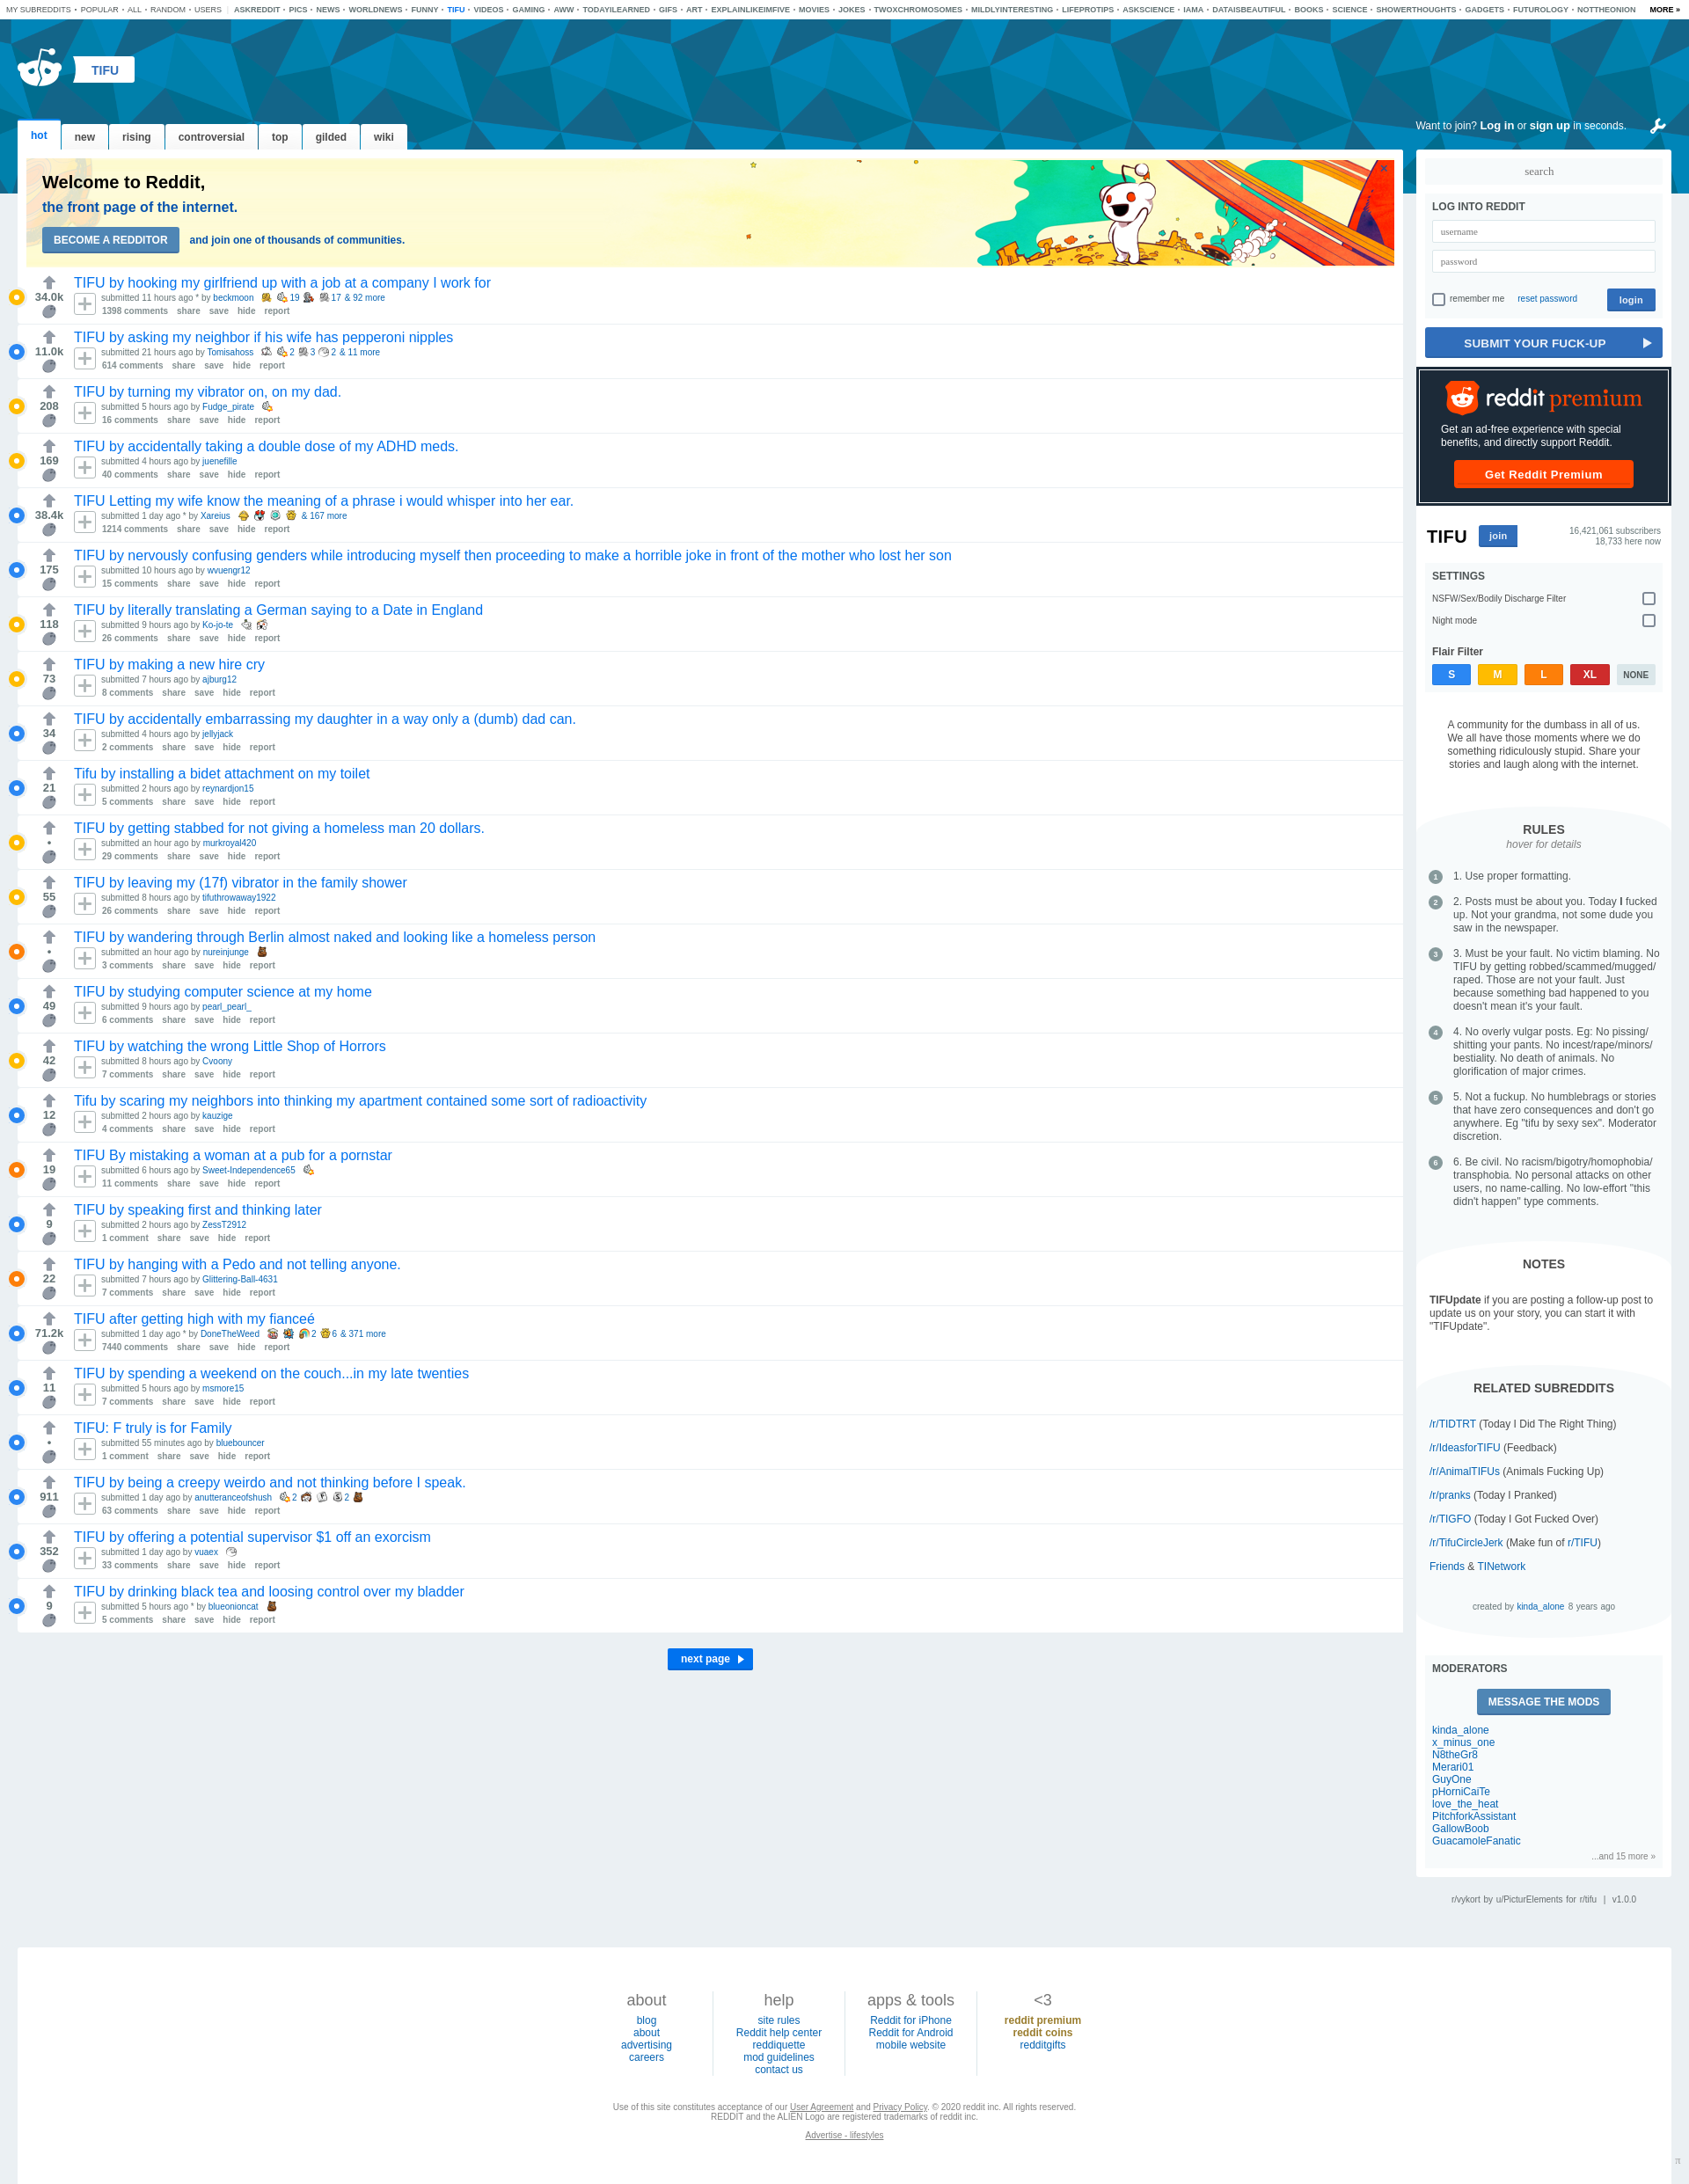 MY SUBREDDITS • POPULAR • ALL • RANDOM • USERS | ASKREDDIT • PICS • NEWS • WORLDNEWS • FUNNY • TIFU • VIDEOS • GAMING • AWW • TODAYILEARNED • GIFS • ART • EXPLAINLIKEIMFIVE • MOVIES • JOKES • TWOXCHROMOSOMES • MILDLYINTERESTING • LIFEPROTIPS • ASKSCIENCE • IAMA • DATAISBEAUTIFUL • BOOKS • SCIENCE • SHOWERTHOUGHTS • GADGETS • FUTUROLOGY • NOTTHEONION MORE »
TIFU
hot new rising controversial top gilded wiki
Want to join? Log in or sign up in seconds.
Welcome to Reddit,
the front page of the internet.
BECOME A REDDITOR and join one of thousands of communities.
TIFU by hooking my girlfriend up with a job at a company I work for
34.0k submitted 11 hours ago * by beckmoon 19 17 & 92 more
1398 comments share save hide report
TIFU by asking my neighbor if his wife has pepperoni nipples
11.0k submitted 21 hours ago by Tomisahoss 2 3 2 & 11 more
614 comments share save hide report
TIFU by turning my vibrator on, on my dad.
208 submitted 5 hours ago by Fudge_pirate
16 comments share save hide report
TIFU by accidentally taking a double dose of my ADHD meds.
169 submitted 4 hours ago by juenefille
40 comments share save hide report
TIFU Letting my wife know the meaning of a phrase i would whisper into her ear.
38.4k submitted 1 day ago * by Xareius & 167 more
1214 comments share save hide report
TIFU by nervously confusing genders while introducing myself then proceeding to make a horrible joke in front of the mother who lost her son
175 submitted 10 hours ago by wvuengr12
15 comments share save hide report
TIFU by literally translating a German saying to a Date in England
118 submitted 9 hours ago by Ko-jo-te
26 comments share save hide report
TIFU by making a new hire cry
73 submitted 7 hours ago by ajburg12
8 comments share save hide report
TIFU by accidentally embarrassing my daughter in a way only a (dumb) dad can.
34 submitted 4 hours ago by jellyjack
2 comments share save hide report
Tifu by installing a bidet attachment on my toilet
21 submitted 2 hours ago by reynardjon15
5 comments share save hide report
TIFU by getting stabbed for not giving a homeless man 20 dollars.
• submitted an hour ago by murkroyal420
29 comments share save hide report
TIFU by leaving my (17f) vibrator in the family shower
55 submitted 8 hours ago by tifuthrowaway1922
26 comments share save hide report
TIFU by wandering through Berlin almost naked and looking like a homeless person
• submitted an hour ago by nureinjunge
3 comments share save hide report
TIFU by studying computer science at my home
49 submitted 9 hours ago by pearl_pearl_
6 comments share save hide report
TIFU by watching the wrong Little Shop of Horrors
42 submitted 8 hours ago by Cvoony
7 comments share save hide report
Tifu by scaring my neighbors into thinking my apartment contained some sort of radioactivity
12 submitted 2 hours ago by kauzige
4 comments share save hide report
TIFU By mistaking a woman at a pub for a pornstar
19 submitted 6 hours ago by Sweet-Independence65
11 comments share save hide report
TIFU by speaking first and thinking later
9 submitted 2 hours ago by ZessT2912
1 comment share save hide report
TIFU by hanging with a Pedo and not telling anyone.
22 submitted 7 hours ago by Glittering-Ball-4631
7 comments share save hide report
TIFU after getting high with my fianceé
71.2k submitted 1 day ago * by DoneTheWeed 2 6 & 371 more
7440 comments share save hide report
TIFU by spending a weekend on the couch...in my late twenties
11 submitted 5 hours ago by msmore15
7 comments share save hide report
TIFU: F truly is for Family
• submitted 55 minutes ago by bluebouncer
1 comment share save hide report
TIFU by being a creepy weirdo and not thinking before I speak.
911 submitted 1 day ago by anutteranceofshush 2 2
63 comments share save hide report
TIFU by offering a potential supervisor $1 off an exorcism
352 submitted 1 day ago by vuaex
33 comments share save hide report
TIFU by drinking black tea and loosing control over my bladder
9 submitted 5 hours ago * by blueonioncat
5 comments share save hide report
next page
search
LOG INTO REDDIT
username
password
remember me reset password login
SUBMIT YOUR FUCK-UP
reddit premium
Get an ad-free experience with special
benefits, and directly support Reddit.
Get Reddit Premium
TIFU join 16,421,061 subscribers
18,733 here now
SETTINGS
NSFW/Sex/Bodily Discharge Filter
Night mode
Flair Filter
S M L XL NONE
A community for the dumbass in all of us.
We all have those moments where we do
something ridiculously stupid. Share your
stories and laugh along with the internet.
RULES
hover for details
1 1. Use proper formatting.
2 2. Posts must be about you. Today I fucked
up. Not your grandma, not some dude you
saw in the newspaper.
3 3. Must be your fault. No victim blaming. No
TIFU by getting robbed/scammed/mugged/
raped. Those are not your fault. Just
because something bad happened to you
doesn't mean it's your fault.
4 4. No overly vulgar posts. Eg: No pissing/
shitting your pants. No incest/rape/minors/
bestiality. No death of animals. No
glorification of major crimes.
5 5. Not a fuckup. No humblebrags or stories
that have zero consequences and don't go
anywhere. Eg "tifu by sexy sex". Moderator
discretion.
6 6. Be civil. No racism/bigotry/homophobia/
transphobia. No personal attacks on other
users, no name-calling. No low-effort "this
didn't happen" type comments.
NOTES
TIFUpdate if you are posting a follow-up post to
update us on your story, you can start it with
"TIFUpdate".
RELATED SUBREDDITS
/r/TIDTRT (Today I Did The Right Thing)
/r/IdeasforTIFU (Feedback)
/r/AnimalTIFUs (Animals Fucking Up)
/r/pranks (Today I Pranked)
/r/TIGFO (Today I Got Fucked Over)
/r/TifuCircleJerk (Make fun of r/TIFU)
Friends & TINetwork
created by kinda_alone 8 years ago
MODERATORS
MESSAGE THE MODS
kinda_alone
x_minus_one
N8theGr8
Merari01
GuyOne
pHorniCaiTe
love_the_heat
PitchforkAssistant
GallowBoob
GuacamoleFanatic
...and 15 more »
r/vykort by u/PicturElements for r/tifu | v1.0.0
about
blog
about
advertising
careers
help
site rules
Reddit help center
reddiquette
mod guidelines
contact us
apps & tools
Reddit for iPhone
Reddit for Android
mobile website
<3
reddit premium
reddit coins
redditgifts
Use of this site constitutes acceptance of our User Agreement and Privacy Policy. © 2020 reddit inc. All rights reserved.
REDDIT and the ALIEN Logo are registered trademarks of reddit inc.
Advertise - lifestyles
π